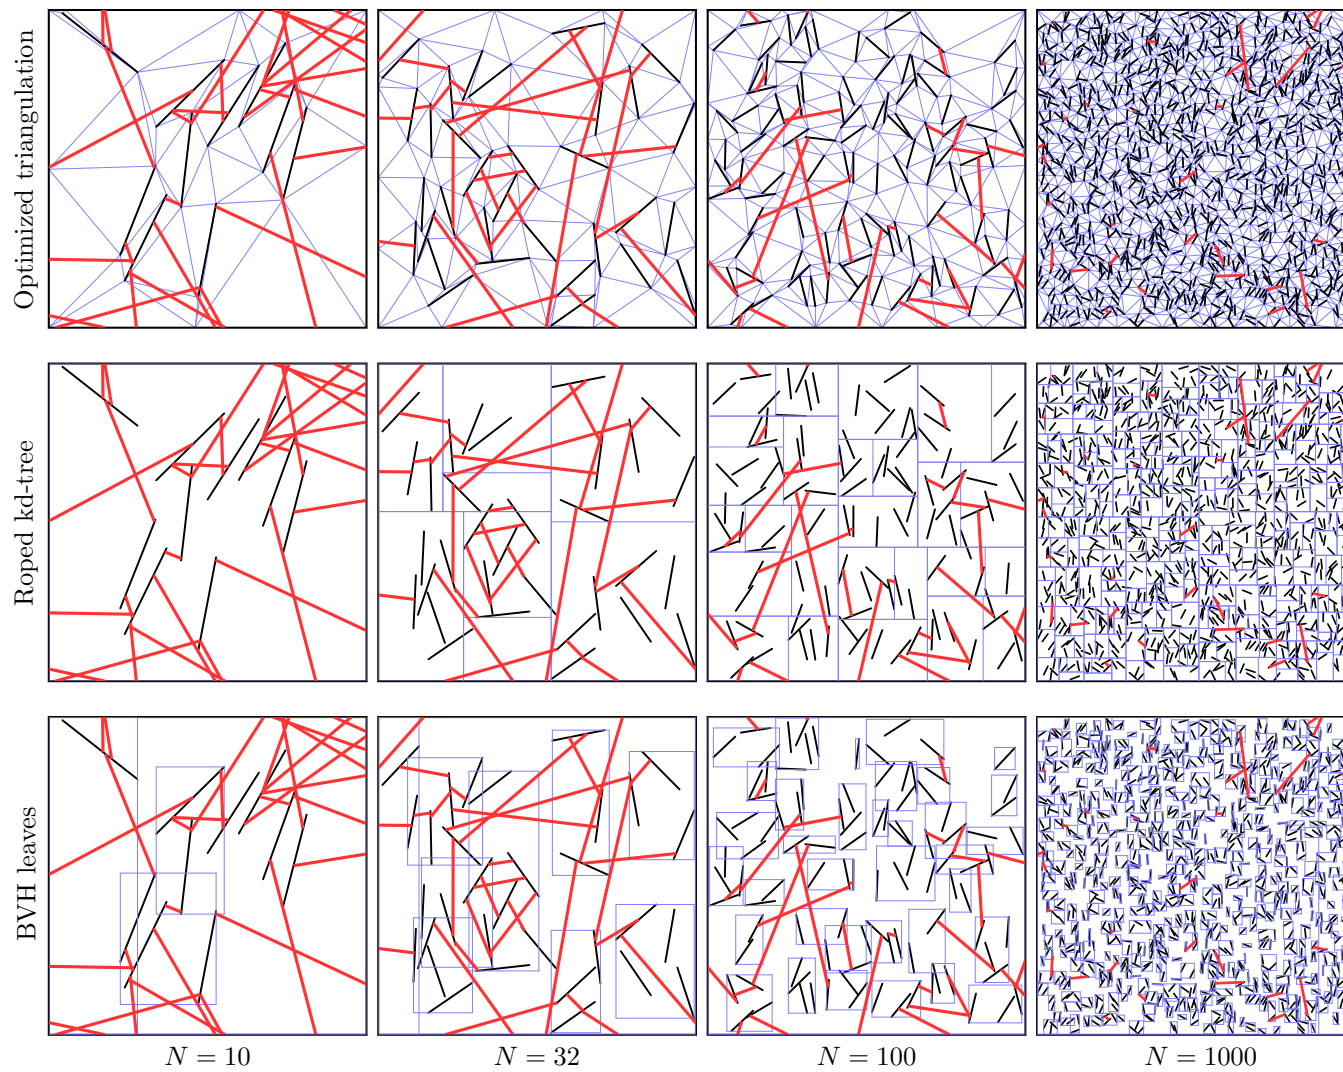 Optimized triangulation
Roped kd-tree
BVH leaves
N = 10
N = 32
N = 100
N = 1000